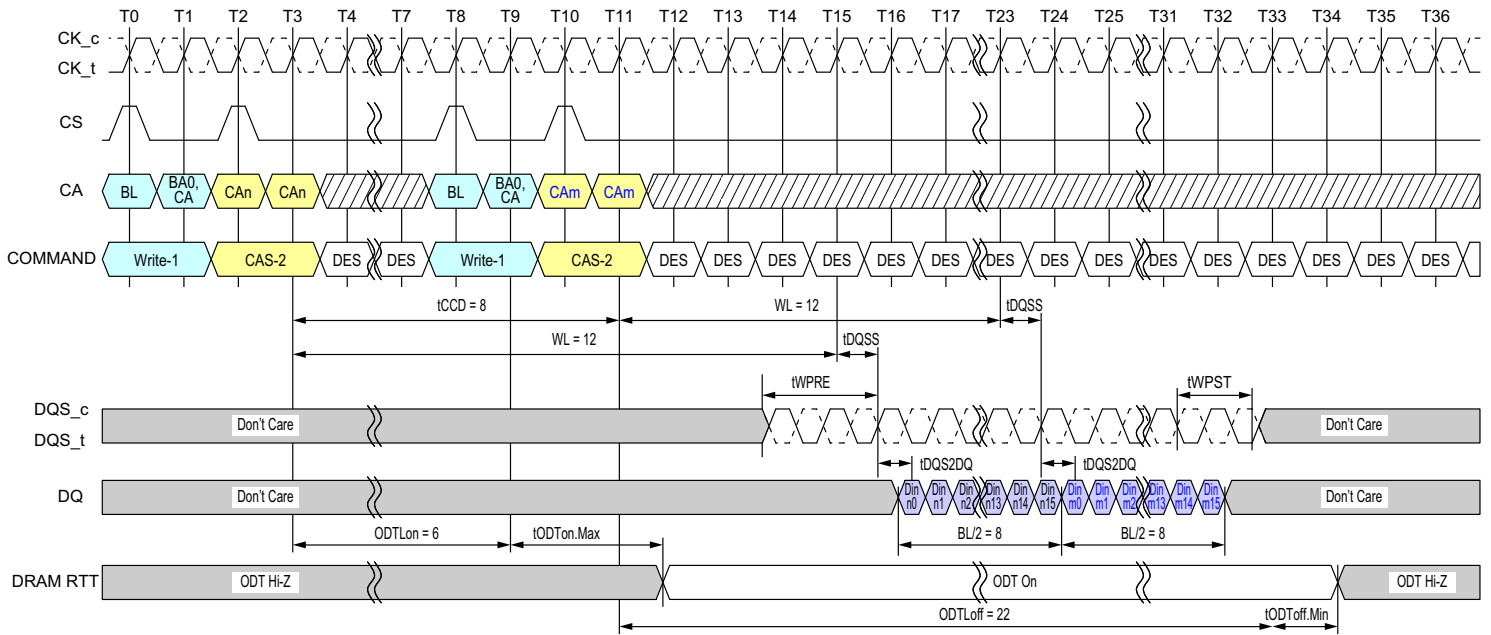 T0 T1 T2 T3 T4 T7 T8 T9 T10 T11 T12 T13 T14 T15 T16 T17 T23 T24 T25 T31 T32 T33 T34 T35 T36
CK_c
CK_t
CS
CA BL BA0, CA CAn CAn BL BA0, CA CAm CAm
COMMAND Write-1 CAS-2 DES DES Write-1 CAS-2 DES DES DES DES DES DES DES DES DES DES DES DES DES DES DES
tCCD = 8 WL = 12 tDQSS
WL = 12 tDQSS
tWPRE tWPST
DQS_c
DQS_t
Don't Care Don't Care
tDQS2DQ tDQS2DQ
DQ Don't Care Din n0 Din n1 Din n2 Din n13 Din n14 Din n15 Din m0 Din m1 Din m2 Din m13 Din m14 Din m15 Don't Care
BL/2 = 8 BL/2 = 8
ODTLon = 6 tODTon.Max
DRAM RTT ODT Hi-Z ODT On ODT Hi-Z
ODTLoff = 22 tODToff.Min